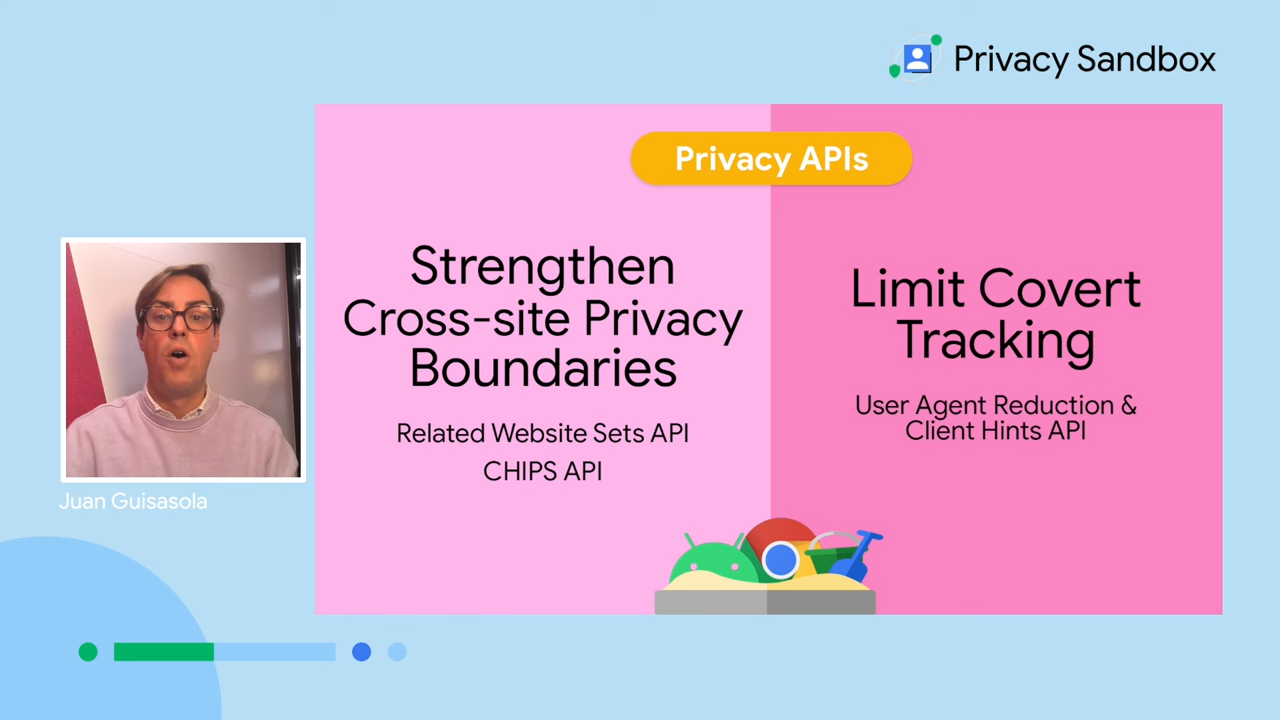 Privacy Sandbox
Privacy APIs
Strengthen
Cross-site Privacy
Boundaries
Related Website Sets API
CHIPS API
Limit Covert
Tracking
User Agent Reduction &
Client Hints API
Juan Guisasola